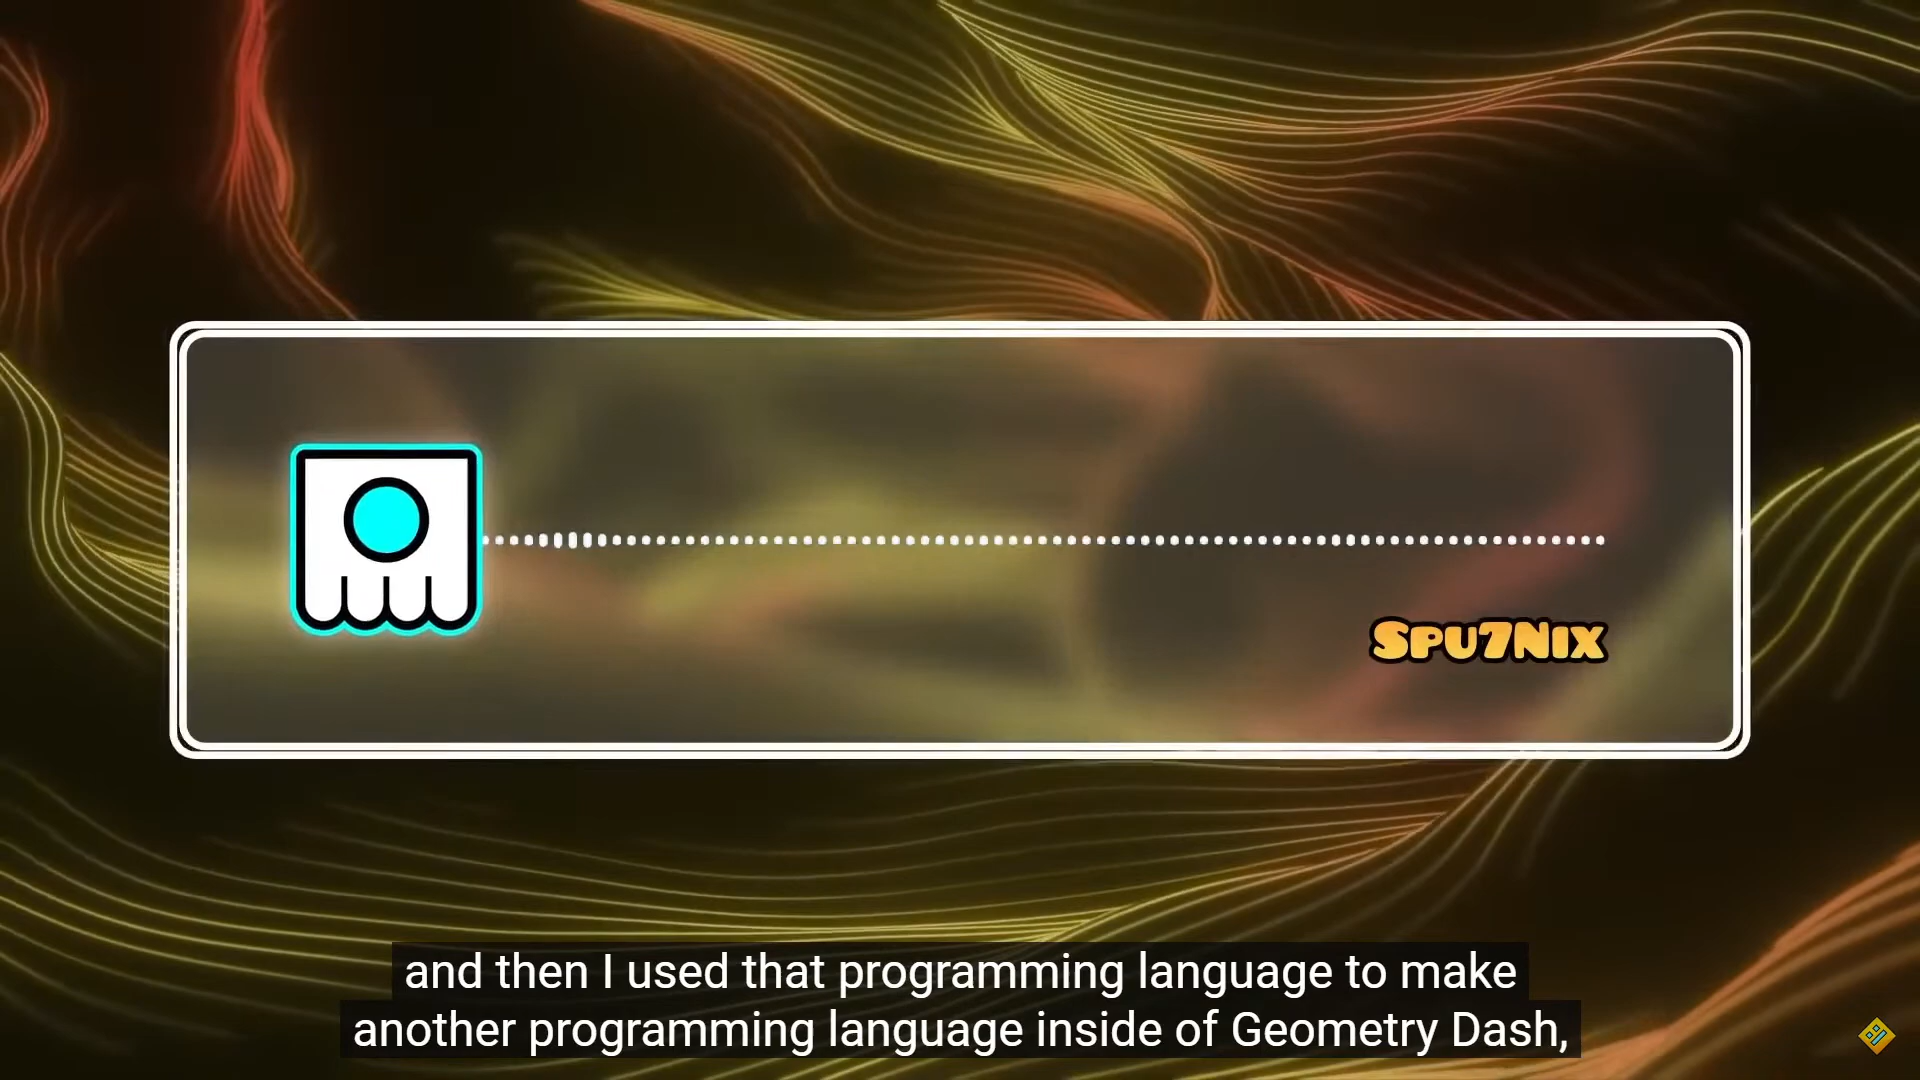 Spu7Nix
and then I used that programming language to make
another programming language inside of Geometry Dash,